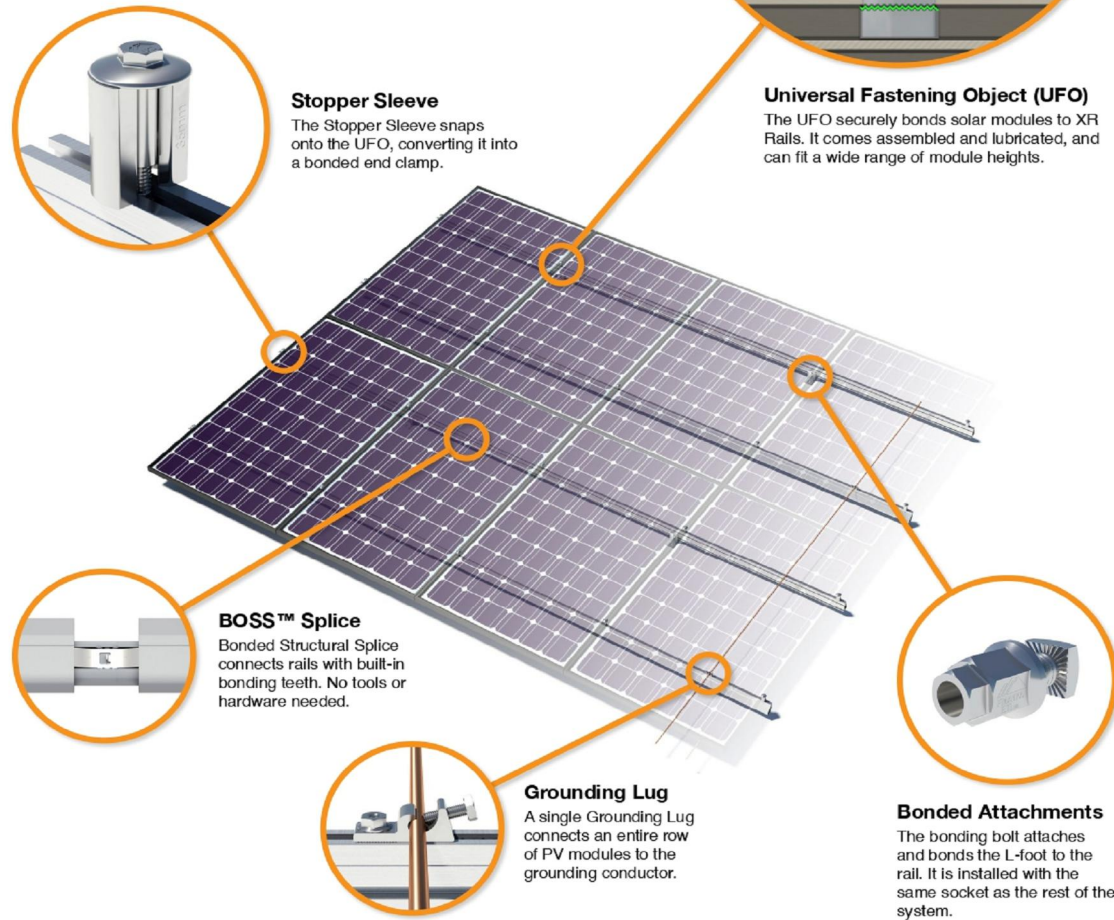 Stopper Sleeve
The Stopper Sleeve snaps
onto the UFO, converting it into
a bonded end clamp.
Universal Fastening Object (UFO)
The UFO securely bonds solar modules to XR
Rails. It comes assembled and lubricated, and
can fit a wide range of module heights.
BOSS™ Splice
Bonded Structural Splice
connects rails with built-in
bonding teeth. No tools or
hardware needed.
Grounding Lug
A single Grounding Lug
connects an entire row
of PV modules to the
grounding conductor.
Bonded Attachments
The bonding bolt attaches
and bonds the L-foot to the
rail. It is installed with the
same socket as the rest of the
system.